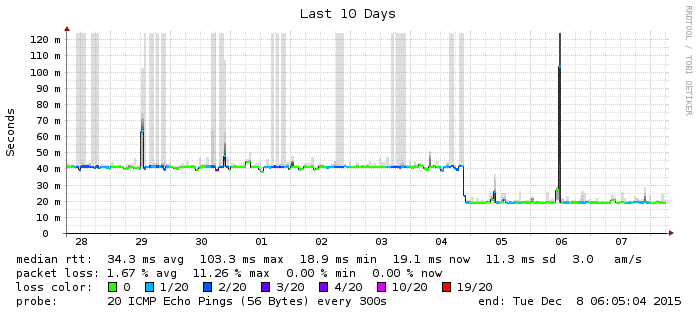 Last 10 Days
RRDTOOL / TOBI OETIKER
Seconds
120 m
110 m
100 m
90 m
80 m
70 m
60 m
50 m
40 m
30 m
20 m
10 m
0
28 29 30 01 02 03 04 05 06 07
median rtt: 34.3 ms avg 103.3 ms max 18.9 ms min 19.1 ms now 11.3 ms sd 3.0 am/s
packet loss: 1.67 % avg 11.26 % max 0.00 % min 0.00 % now
loss color: 0 1/20 2/20 3/20 4/20 10/20 19/20
probe: 20 ICMP Echo Pings (56 Bytes) every 300s end: Tue Dec 8 06:05:04 2015